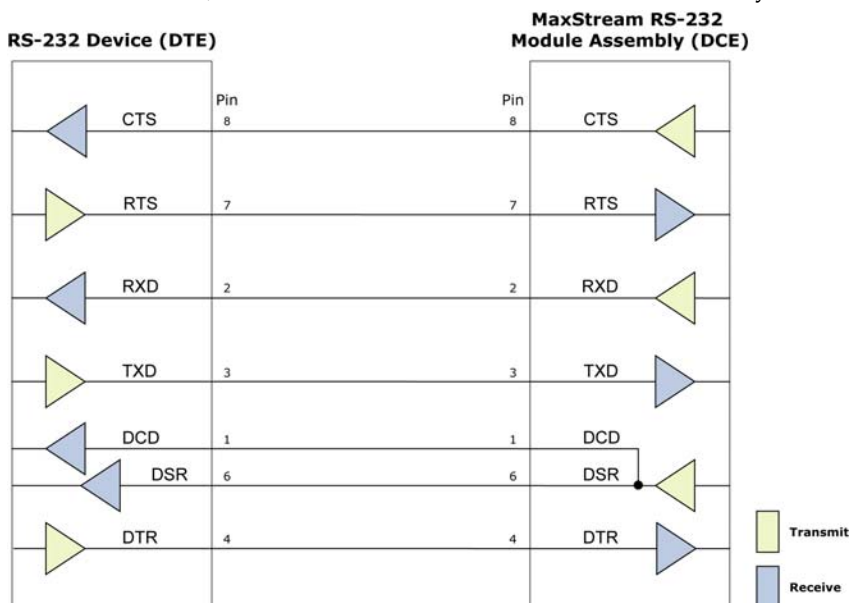 MaxStream RS-232
RS-232 Device (DTE) Module Assembly (DCE)
Pin Pin
CTS 8 8 CTS
RTS 7 7 RTS
RXD 2 2 RXD
TXD 3 3 TXD
DCD 1 1 DCD
DSR 6 6 DSR
DTR 4 4 DTR
Transmit
Receive